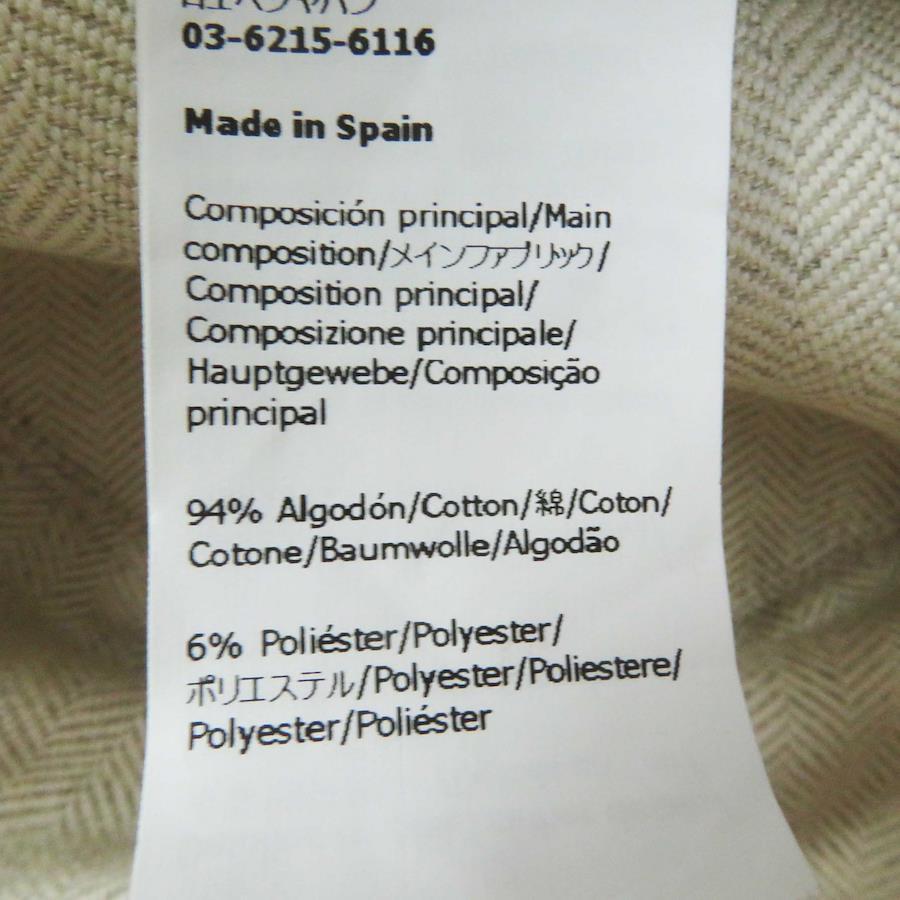 03-6215-6116
Made in Spain
Composición principal/Main
composition/メインファブリック/
Composition principal/
Composizione principale/
Hauptgewebe/Composição
principal
94% Algodón/Cotton/綿/Coton/
Cotone/Baumwolle/Algodão
6% Poliéster/Polyester/
ポリエステル/Polyester/Poliestere/
Polyester/Poliéster